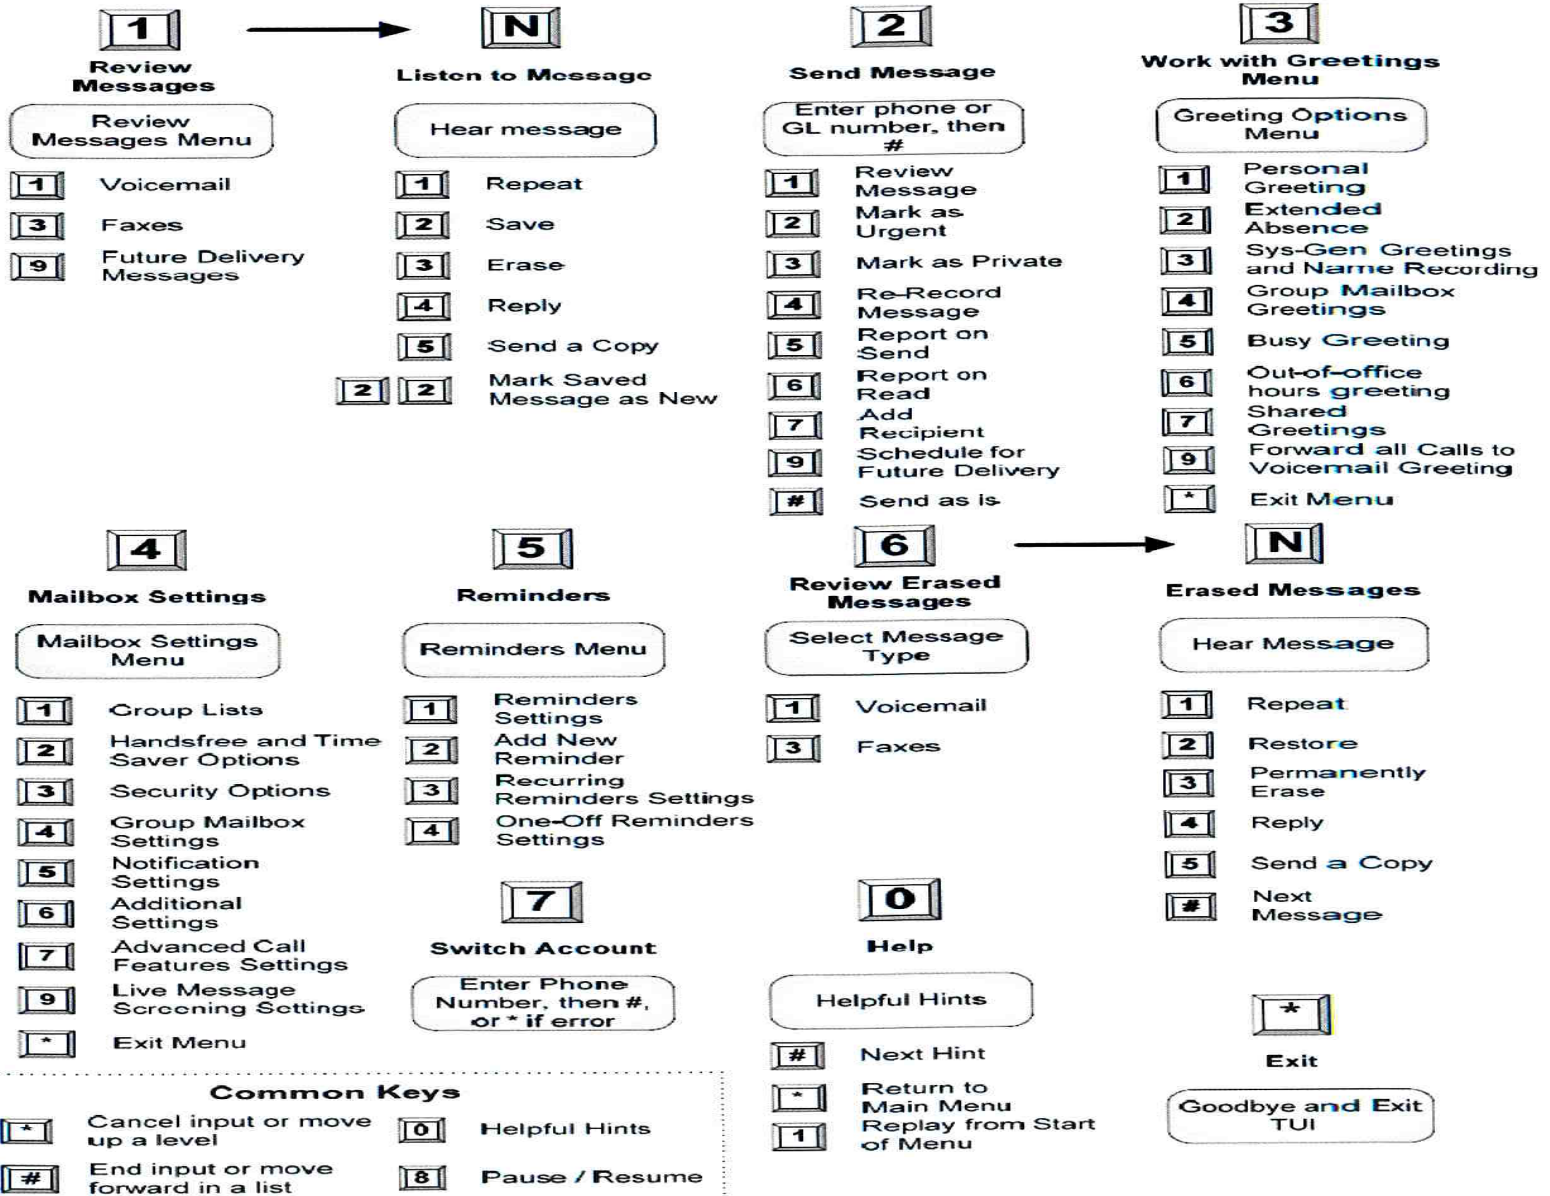 1
Review
Messages
Review
Messages Menu
1 Voicemail
3 Faxes
9 Future Delivery
Messages
N
Listen to Message
Hear message
1 Repeat
2 Save
3 Erase
4 Reply
5 Send a Copy
2 2 Mark Saved
Message as New
2
Send Message
Enter phone or
GL number, then
#
1 Review
Message
2 Mark as
Urgent
3 Mark as Private
4 Re-Record
Message
5 Report on
Send
6 Report on
Read
7 Add
Recipient
9 Schedule for
Future Delivery
# Send as is
3
Work with Greetings
Menu
Greeting Options
Menu
1 Personal
Greeting
2 Extended
Absence
3 Sys-Gen Greetings
and Name Recording
4 Group Mailbox
Greetings
5 Busy Greeting
6 Out-of-office
hours greeting
7 Shared
Greetings
9 Forward all Calls to
Voicemail Greeting
* Exit Menu
4
Mailbox Settings
Mailbox Settings
Menu
1 Group Lists
2 Handsfree and Time
Saver Options
3 Security Options
4 Group Mailbox
Settings
5 Notification
Settings
6 Additional
Settings
7 Advanced Call
Features Settings
9 Live Message
Screening Settings
* Exit Menu
5
Reminders
Reminders Menu
1 Reminders
Settings
2 Add New
Reminder
3 Recurring
Reminders Settings
4 One-Off Reminders
Settings
6
Review Erased
Messages
Select Message
Type
1 Voicemail
3 Faxes
N
Erased Messages
Hear Message
1 Repeat
2 Restore
3 Permanently
Erase
4 Reply
5 Send a Copy
# Next
Message
7
Switch Account
Enter Phone
Number, then #,
or * if error
0
Help
Helpful Hints
# Next Hint
* Return to
Main Menu
1 Replay from Start
of Menu
*
Exit
Goodbye and Exit
TUI
Common Keys
* Cancel input or move
up a level
# End input or move
forward in a list
0 Helpful Hints
8 Pause / Resume